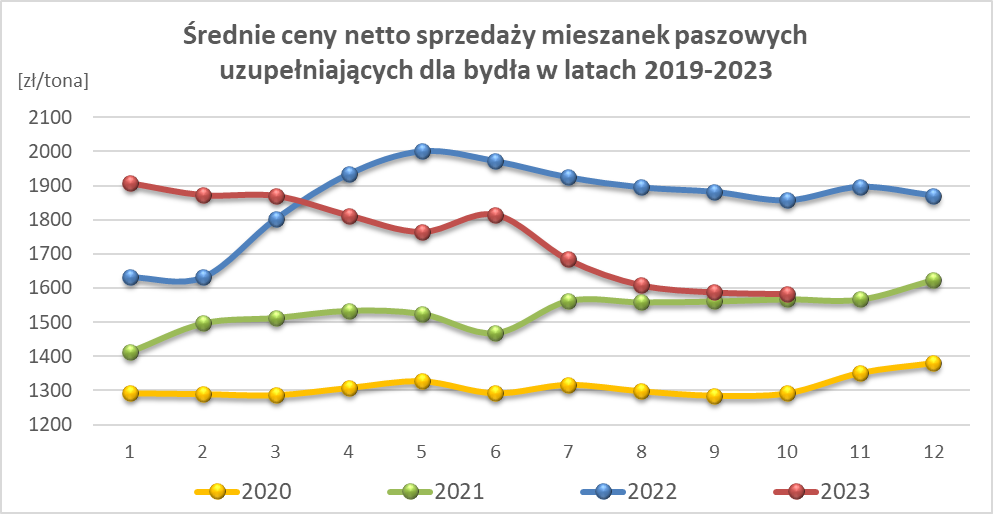 Średnie ceny netto sprzedaży mieszanek paszowych
uzupełniających dla bydła w latach 2019-2023
[zł/tona]
2100
2000
1900
1800
1700
1600
1500
1400
1300
1200
1 2 3 4 5 6 7 8 9 10 11 12
2020 2021 2022 2023